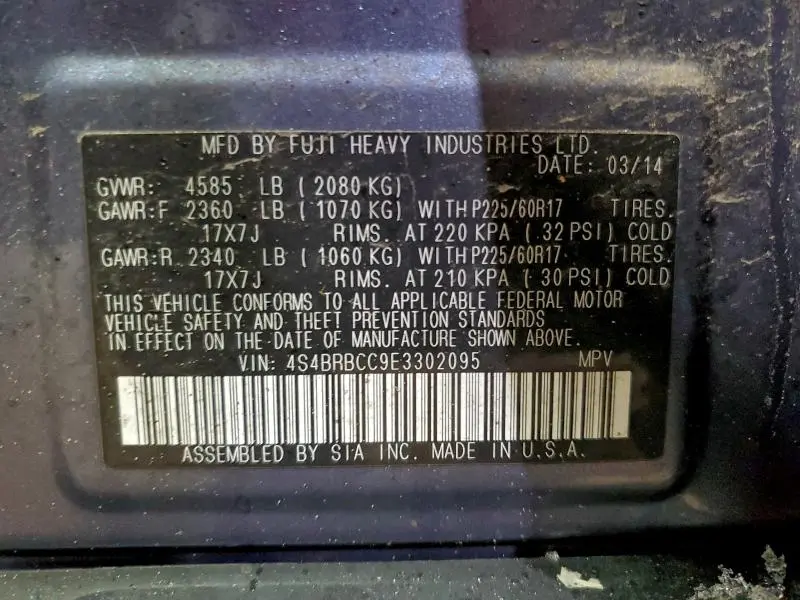 MFD BY FUJI HEAVY INDUSTRIES LTD.
DATE: 03/14
GVWR: 4585 LB ( 2080 KG)
GAWR: F 2360 LB ( 1070 KG) WITH P225/60R17 TIRES.
17X7J RIMS. AT 220 KPA ( 32 PSI) COLD
GAWR: R 2340 LB ( 1060 KG) WITH P225/60R17 TIRES.
17X7J RIMS. AT 210 KPA ( 30 PSI) COLD
THIS VEHICLE CONFORMS TO ALL APPLICABLE FEDERAL MOTOR
VEHICLE SAFETY AND THEFT PREVENTION STANDARDS
IN EFFECT ON THE DATE OF MANUFACTURE SHOWN ABOVE.
VIN: 4S4BRBCC9E3302095 MPV
ASSEMBLED BY SIA INC. MADE IN U.S.A.